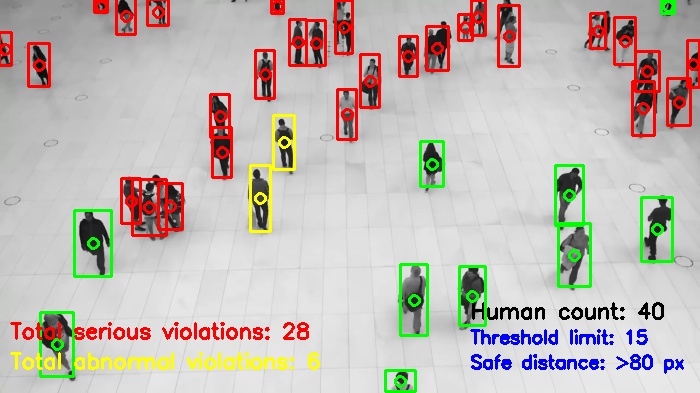 Total serious violations: 28
Total abnormal violations: 6
Human count: 40
Threshold limit: 15
Safe distance: >80 px